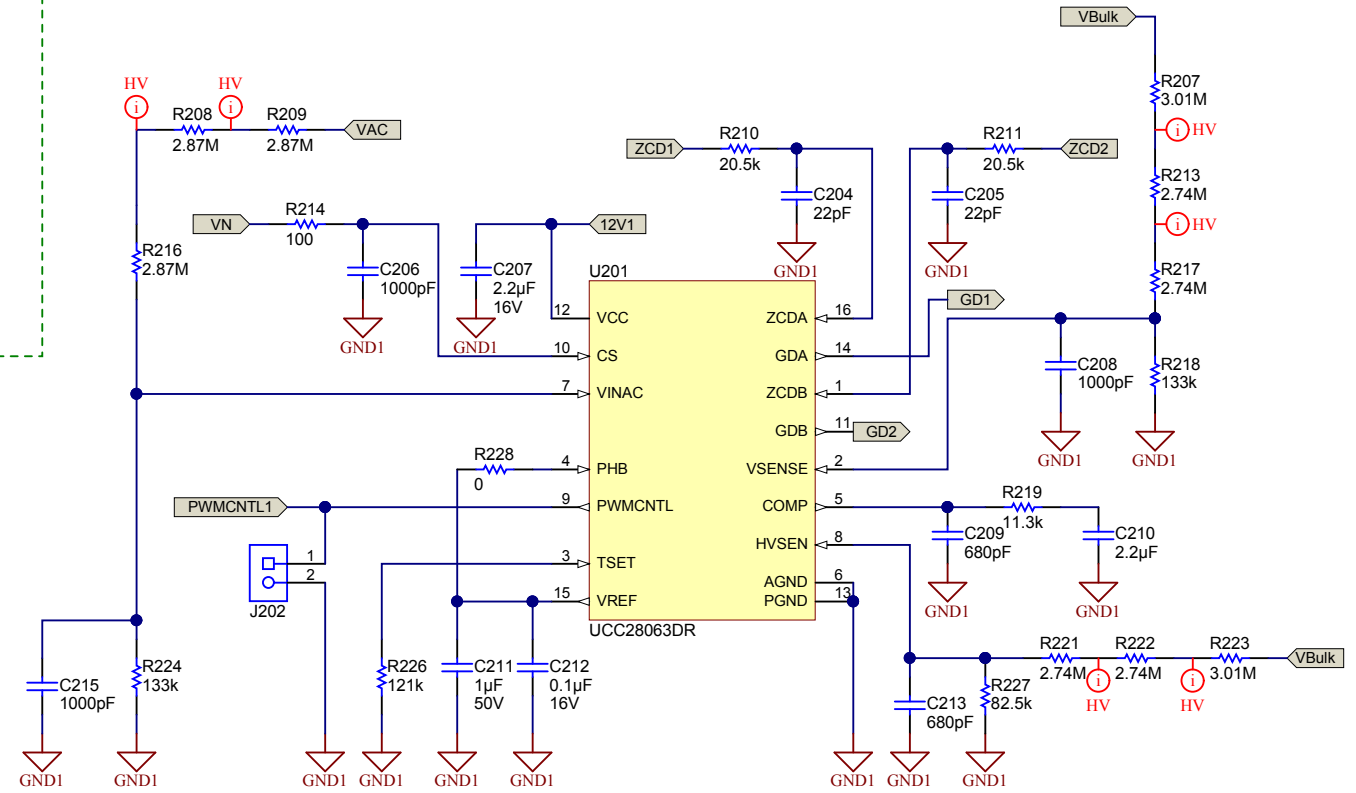 VBulk
HV
HV
R208
2.87M
R209
2.87M
VAC
R207
3.01M
i HV
ZCD1
R210
20.5k
R211
20.5k
ZCD2
R213
2.74M
i HV
C204
22pF
GND1
C205
22pF
GND1
VN
R214
100
12V1
R216
2.87M
C206
1000pF
GND1
C207
2.2µF
16V
GND1
R217
2.74M
U201
GD1
12 VCC
ZCDA 16
10 CS
GDA 14
7 VINAC
ZCDB 1
GDB 11
GD2
4 PHB
VSENSE 2
9 PWMCNTL
COMP 5
HVSEN 8
3 TSET
AGND 6
15 VREF
PGND 13
UCC28063DR
C208
1000pF
GND1
R218
133k
GND1
R228
0
PWMCNTL1
1
2
J202
R219
11.3k
C209
680pF
GND1
C210
2.2µF
GND1
R221
2.74M
R222
2.74M
R223
3.01M
VBulk
i
HV
i
HV
C215
1000pF
GND1
R224
133k
GND1
GND1
R226
121k
GND1
C211
1µF
50V
GND1
C212
0.1µF
16V
GND1
GND1
C213
680pF
GND1
R227
82.5k
GND1
i
i